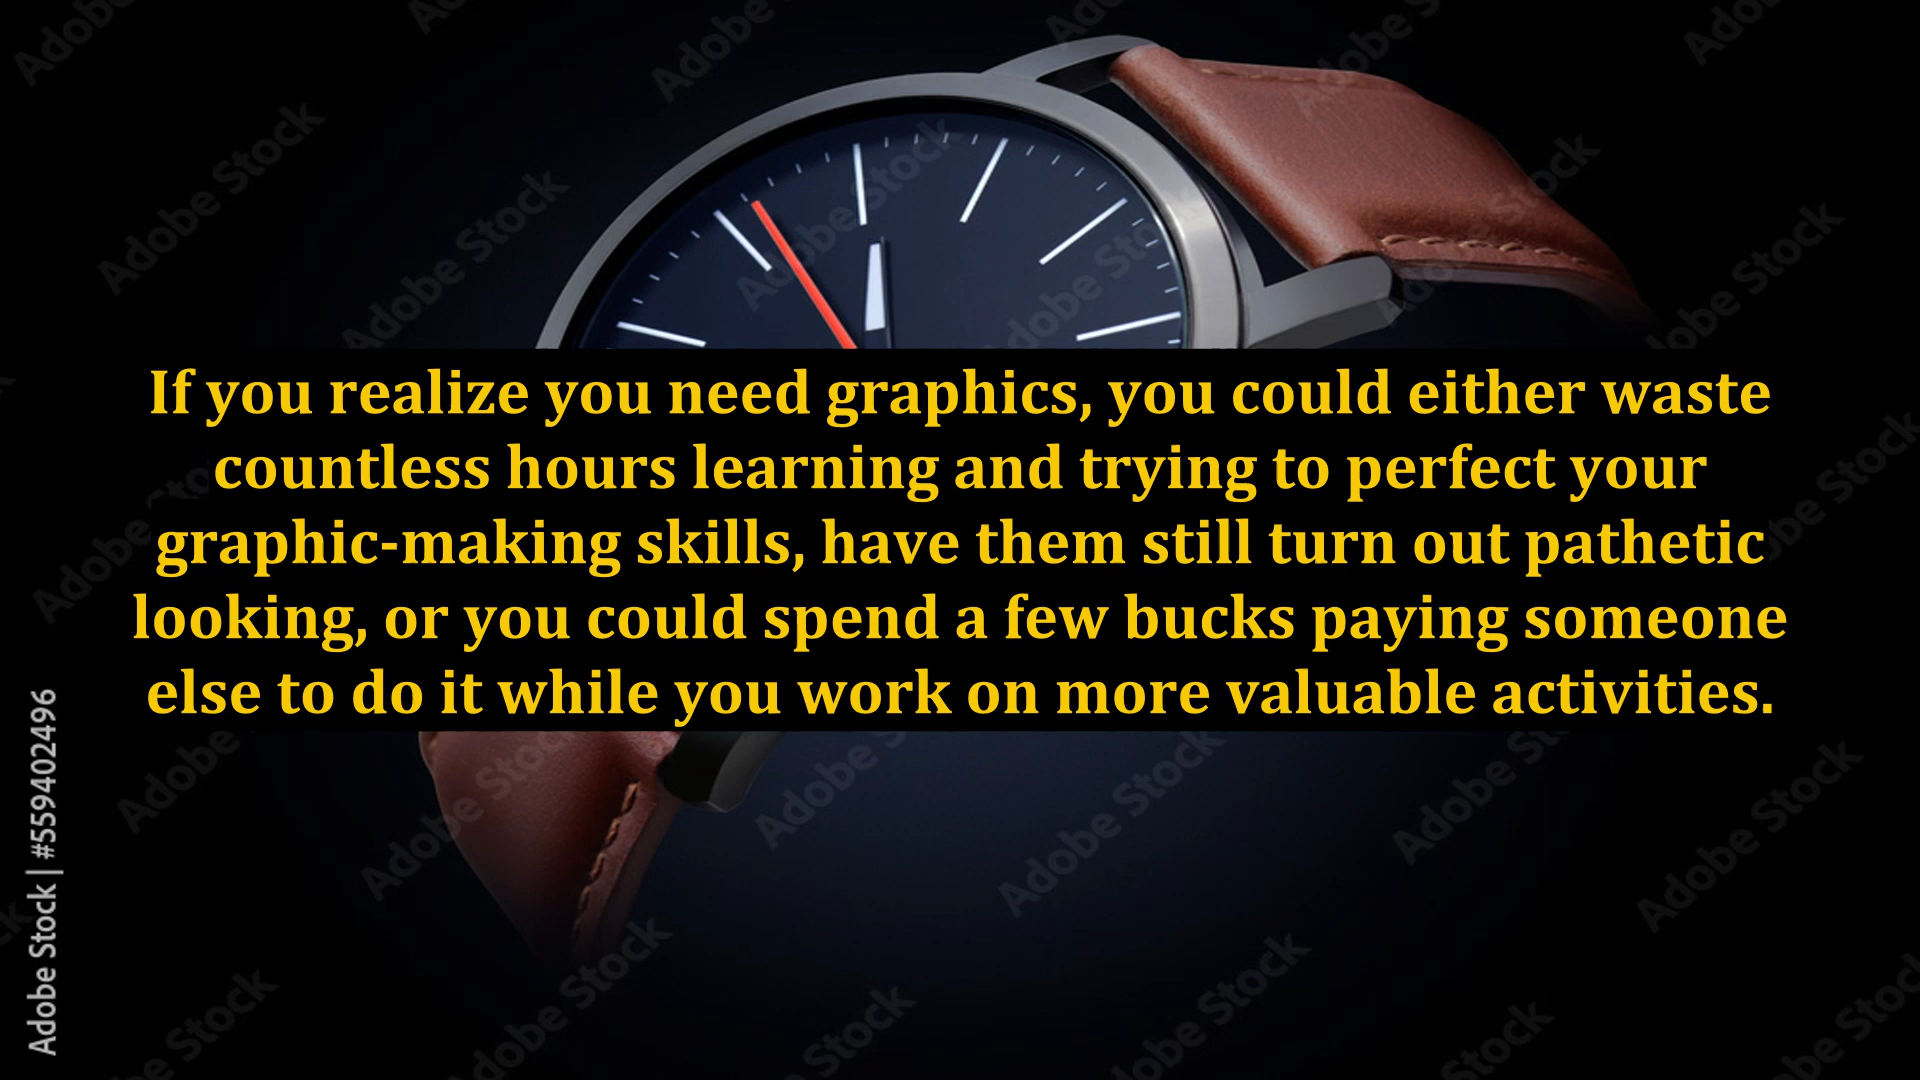 If you realize you need graphics, you could either waste
countless hours learning and trying to perfect your
graphic-making skills, have them still turn out pathetic
looking, or you could spend a few bucks paying someone
else to do it while you work on more valuable activities.
Adobe Stock | #559402496
Adobe Stock